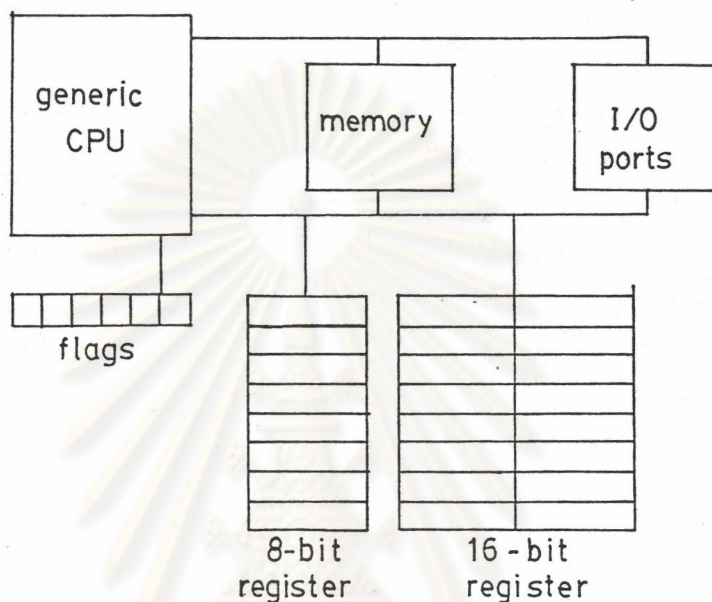 generic
CPU
memory
I/O
ports
flags
8-bit
register
16-bit
register